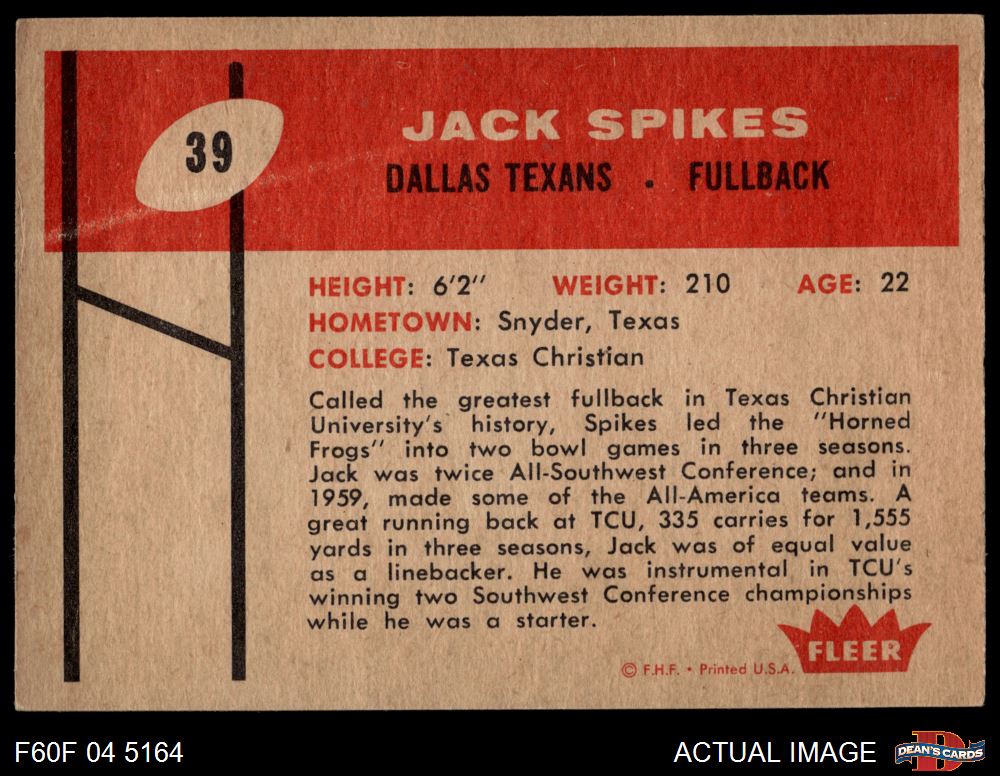 39
JACK SPIKES
DALLAS TEXANS . FULLBACK
HEIGHT: 6'2" WEIGHT: 210 AGE: 22
HOMETOWN: Snyder, Texas
COLLEGE: Texas Christian
Called the greatest fullback in Texas Christian
University's history, Spikes led the "Horned
Frogs" into two bowl games in three seasons.
Jack was twice All-Southwest Conference; and in
1959, made some of the All-America teams. A
great running back at TCU, 335 carries for 1,555
yards in three seasons, Jack was of equal value
as a linebacker. He was instrumental in TCU's
winning two Southwest Conference championships
while he was a starter.
FLEER
© F.H.F. • Printed U.S.A.
F60F 04 5164
ACTUAL IMAGE
D
DEAN'S CARDS